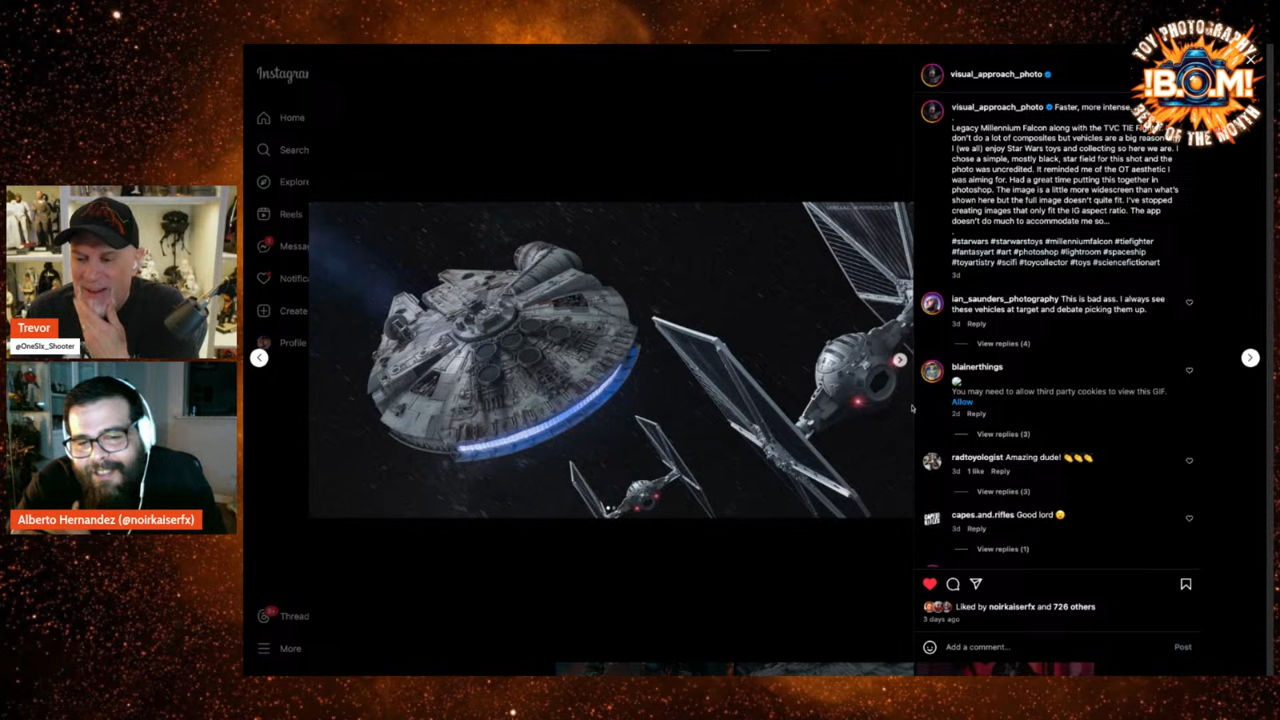 TOY PHOTOGRAPHY
!B.O.M!
BEST OF THE MONTH
Instagram
Home
Search
Explore
Reels
Messa
Notific
Create
Profile
Thread
More
Trevor
@OneSix_Shooter
Alberto Hernandez (@noirkaiserfx)
VISUAL APPROACH
visual_approach_photo
visual_approach_photo Faster, more intense.
.
Legacy Millennium Falcon along with the TVC TIE
don't do a lot of composites but vehicles are a big reason
I (we all) enjoy Star Wars toys and collecting so here we are. I
chose a simple, mostly black, star field for this shot and the
photo was uncredited. It reminded me of the OT aesthetic I
was aiming for. Had a great time putting this together in
photoshop. The image is a little more widescreen than what's
shown here but the full image doesn't quite fit. I've stopped
creating images that only fit the IG aspect ratio. The app
doesn't do much to accommodate me so...
.
#starwars #starwarstoys #millenniumfalcon #tiefighter
#fantasyart #art #photoshop #lightroom #spaceship
#toyartistry #scifi #toycollector #toys #sciencefictionart
3d
ian_saunders_photography This is bad ass. I always see
these vehicles at target and debate picking them up.
3d Reply
View replies (4)
blainerthings
You may need to allow third party cookies to view this GIF.
Allow
2d Reply
View replies (3)
radtoyologist Amazing dude! 👏👏👏
3d 1 like Reply
View replies (3)
capes.and.rifles Good lord 😮
3d Reply
View replies (1)
Liked by noirkaiserfx and 726 others
3 days ago
Add a comment...
Post